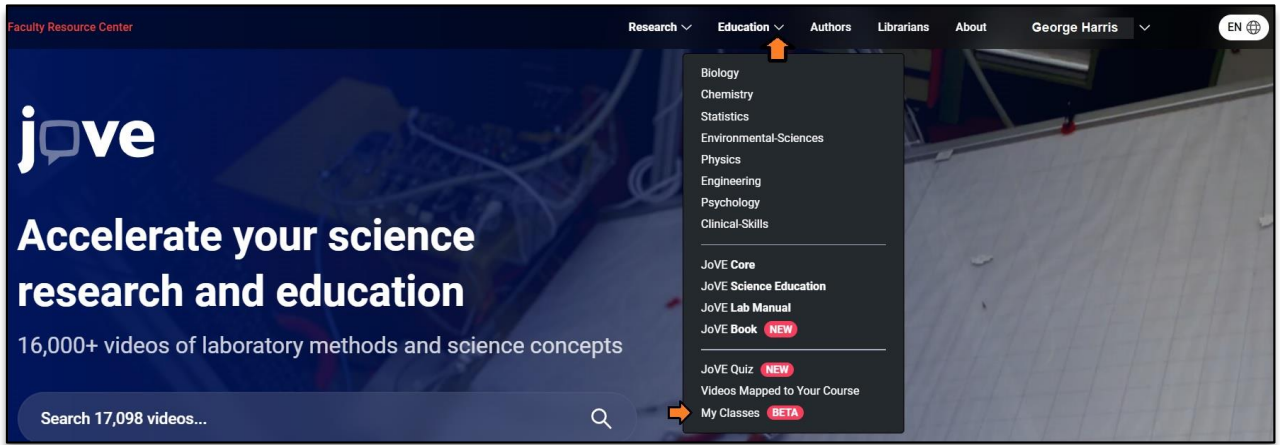 Faculty Resource Center
Research Education Authors Librarians About George Harris EN
jove
Accelerate your science
research and education
16,000+ videos of laboratory methods and science concepts
Search 17,098 videos...
Biology
Chemistry
Statistics
Environmental-Sciences
Physics
Engineering
Psychology
Clinical-Skills
JoVE Core
JoVE Science Education
JoVE Lab Manual
JoVE Book NEW
JoVE Quiz NEW
Videos Mapped to Your Course
My Classes BETA